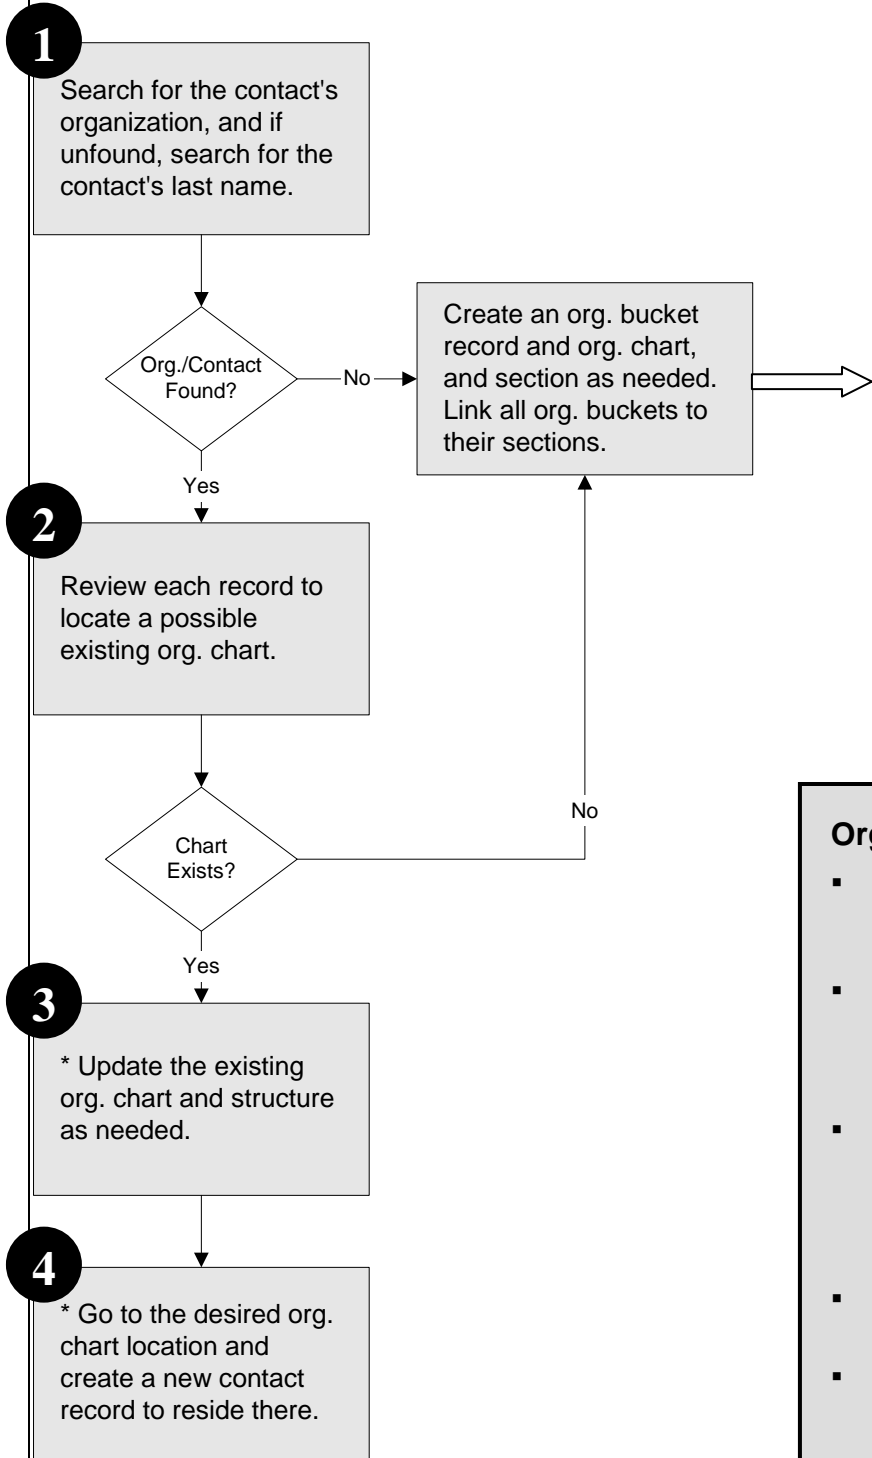 1
Search for the contact's
organization, and if
unfound, search for the
contact's last name.
Org./Contact
Found?
No
Create an org. bucket
record and org. chart,
and section as needed.
Link all org. buckets to
their sections.
Yes
2
Review each record to
locate a possible
existing org. chart.
No
Chart
Exists?
Yes
3
* Update the existing
org. chart and structure
as needed.
4
* Go to the desired org.
chart location and
create a new contact
record to reside there.